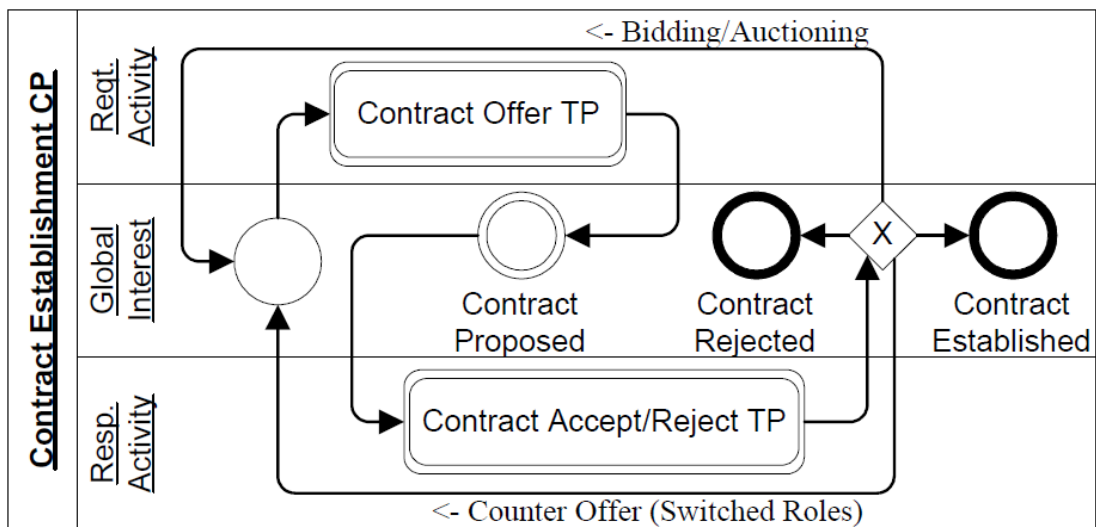 Contract Establishment CP
Reqt.
Activity
<- Bidding/Auctioning
Contract Offer TP
Global
Interest
Contract
Proposed
Contract
Rejected
X
Contract
Established
Resp.
Activity
Contract Accept/Reject TP
<- Counter Offer (Switched Roles)